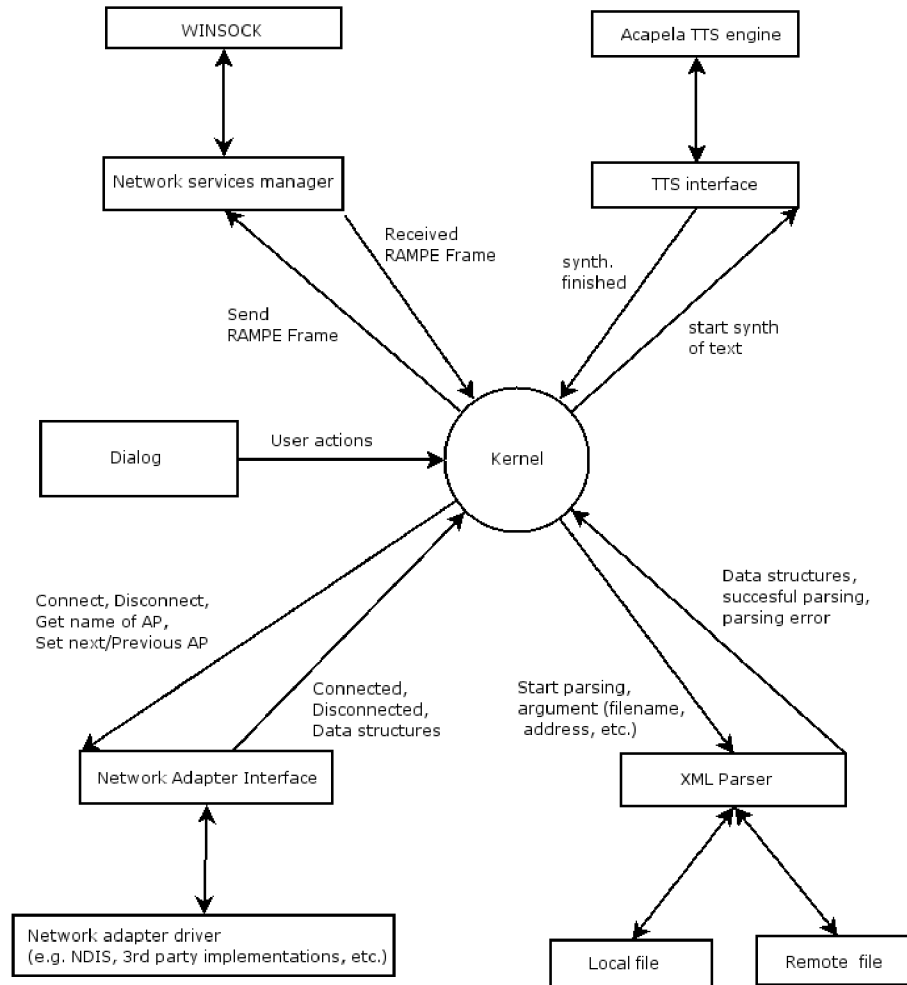 WINSOCK
Acapela TTS engine
Network services manager
TTS interface
Received
RAMPE Frame
synth.
finished
Send
RAMPE Frame
start synth
of text
Dialog
User actions
Kernel
Connect, Disconnect,
Get name of AP,
Set next/Previous AP
Data structures,
succesful parsing,
parsing error
Connected,
Disconnected,
Data structures
Start parsing,
argument (filename,
address, etc.)
Network Adapter Interface
XML Parser
Network adapter driver
(e.g. NDIS, 3rd party implementations, etc.)
Local file
Remote file